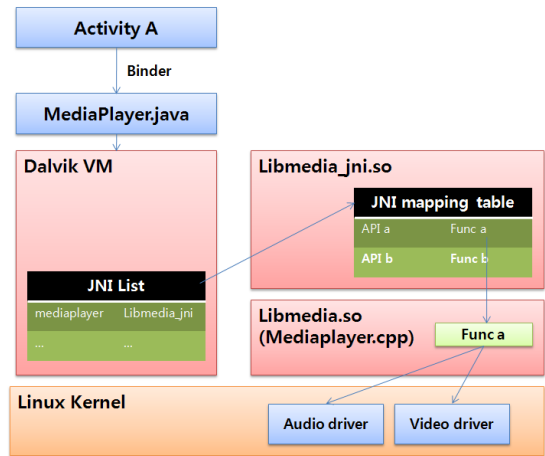 Activity A
Binder
MediaPlayer.java
Dalvik VM
JNI List
mediaplayer Libmedia_jni
... ...
Libmedia_jni.so
JNI mapping table
API a Func a
API b Func b
Libmedia.so
(Mediaplayer.cpp)
Func a
Linux Kernel
Audio driver
Video driver